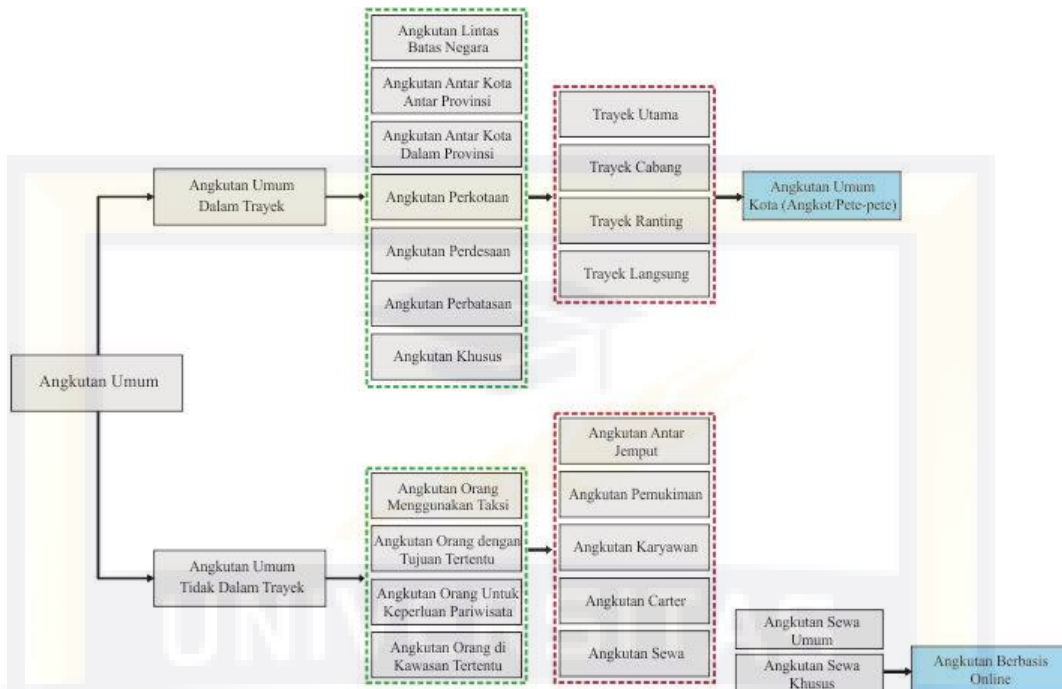 Angkutan Lintas
Batas Negara
Angkutan Antar Kota
Antar Provinsi
Angkutan Antar Kota
Dalam Provinsi
Angkutan Perkotaan
Angkutan Perdesaan
Angkutan Perbatasan
Angkutan Khusus
Trayek Utama
Trayek Cabang
Trayek Ranting
Trayek Langsung
Angkutan Umum
Kota (Angkot/Pete-pete)
Angkutan Umum
Dalam Trayek
Angkutan Umum
Angkutan Umum
Tidak Dalam Trayek
Angkutan Orang
Menggunakan Taksi
Angkutan Orang dengan
Tujuan Tertentu
Angkutan Orang Untuk
Keperluan Pariwisata
Angkutan Orang di
Kawasan Tertentu
Angkutan Antar
Jemput
Angkutan Pemukiman
Angkutan Karyawan
Angkutan Carter
Angkutan Sewa
Angkutan Sewa
Umum
Angkutan Sewa
Khusus
Angkutan Berbasis
Online
UNIVERSITAS